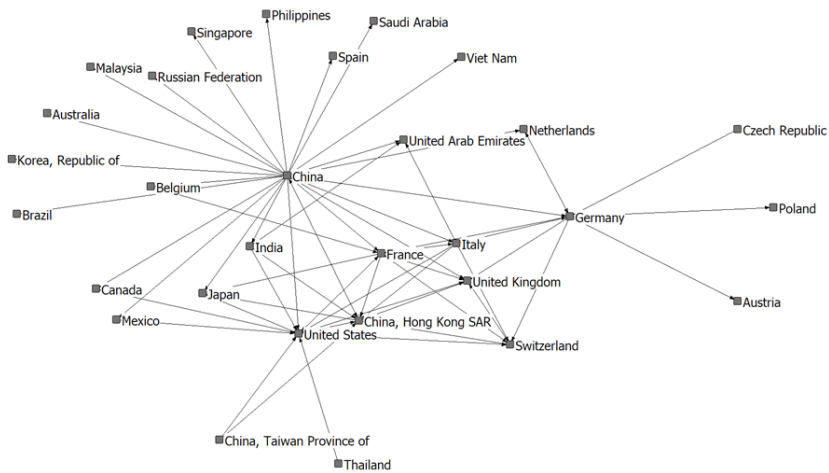 Philippines
Saudi Arabia
Singapore
Spain
Viet Nam
Malaysia
Russian Federation
Australia
Netherlands
Czech Republic
United Arab Emirates
Korea, Republic of
China
Belgium
Brazil
Poland
Germany
India
Italy
France
United Kingdom
Canada
Japan
Austria
Mexico
China, Hong Kong SAR
United States
Switzerland
China, Taiwan Province of
Thailand